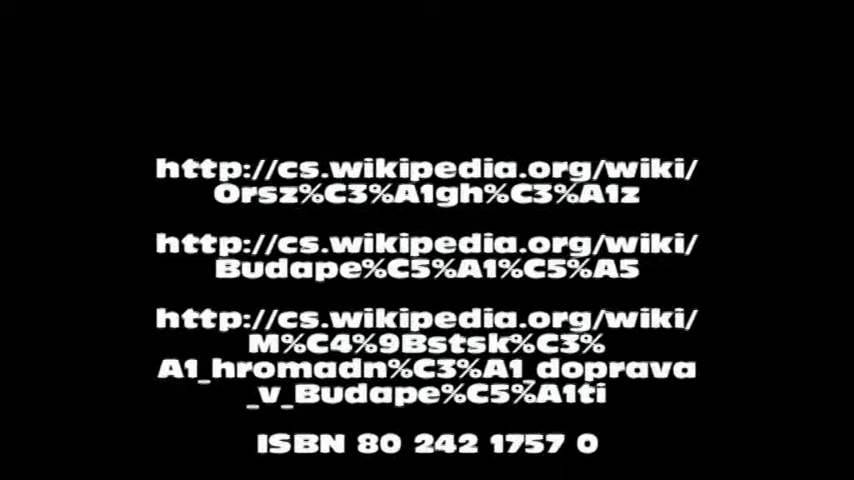 http://cs.wikipedia.org/wiki/
Orsz%C3%A1gh%C3%A1z
http://cs.wikipedia.org/wiki/
Budape%C5%A1%C5%A5
http://cs.wikipedia.org/wiki/
M%C4%9Bstsk%C3%
A1_hromadn%C3%A1_doprava
_v_Budape%C5%A1ti
ISBN 80 242 1757 0